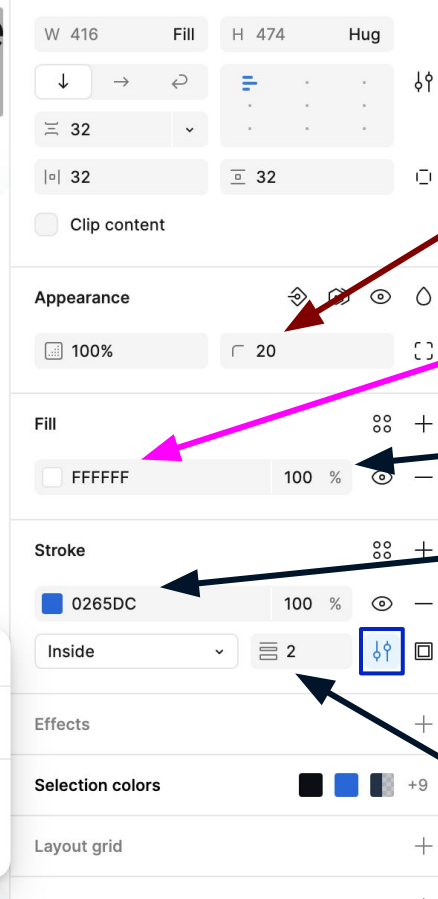 W 416 Fill H 474 Hug
32
32 32
Clip content
Appearance
100% 20
Fill
FFFFFF 100 %
Stroke
0265DC 100 %
Inside 2
Effects
Selection colors +9
Layout grid